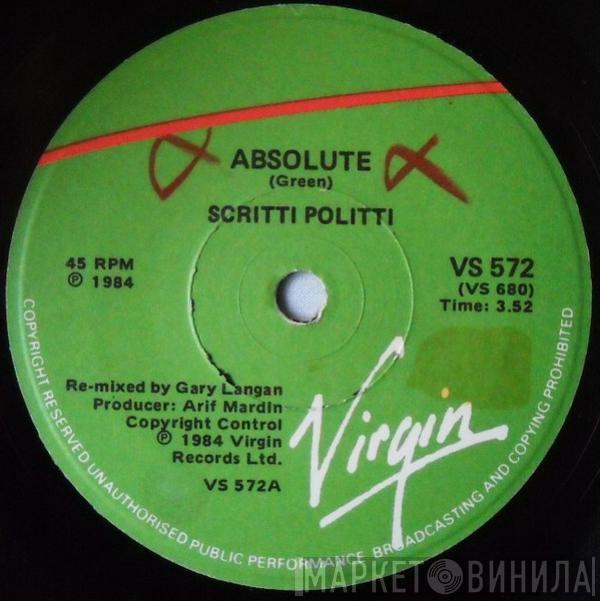 ABSOLUTE
(Green)
SCRITTI POLITTI
45 RPM
Ⓟ 1984
VS 572
(VS 680)
Time: 3.52
Re-mixed by Gary Langan
Producer: Arif Mardin
Copyright Control
Ⓟ 1984 Virgin
Records Ltd.
VS 572A
Virgin
COPYRIGHT RESERVED UNAUTHORISED PUBLIC PERFORMANCE BROADCASTING AND COPYING PROHIBITED
МАРКЕТ ВИНИЛА